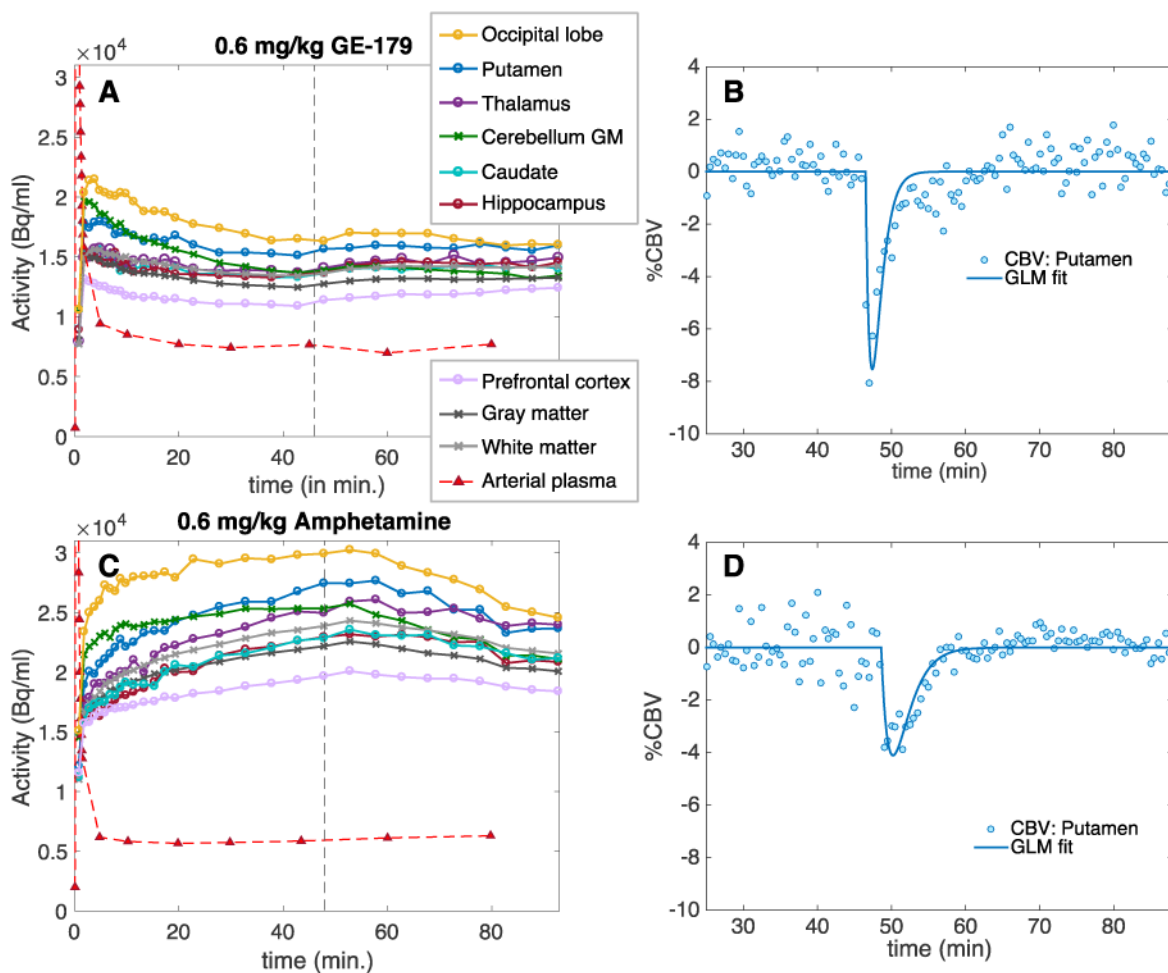 0.6 mg/kg GE-179
×10⁴
A
Activity (Bq/ml)
3
2.5
2
1.5
1
0.5
0
0
20
40
60
time (in min.)
Occipital lobe
Putamen
Thalamus
Cerebellum GM
Caudate
Hippocampus
Prefrontal cortex
Gray matter
White matter
Arterial plasma
B
%CBV
4
2
0
-2
-4
-6
-8
-10
CBV: Putamen
GLM fit
30
40
50
60
70
80
time (min)
0.6 mg/kg Amphetamine
×10⁴
C
Activity (Bq/ml)
3
2.5
2
1.5
1
0.5
0
0
20
40
60
80
time (min.)
D
%CBV
4
2
0
-2
-4
-6
-8
-10
CBV: Putamen
GLM fit
30
40
50
60
70
80
time (min)